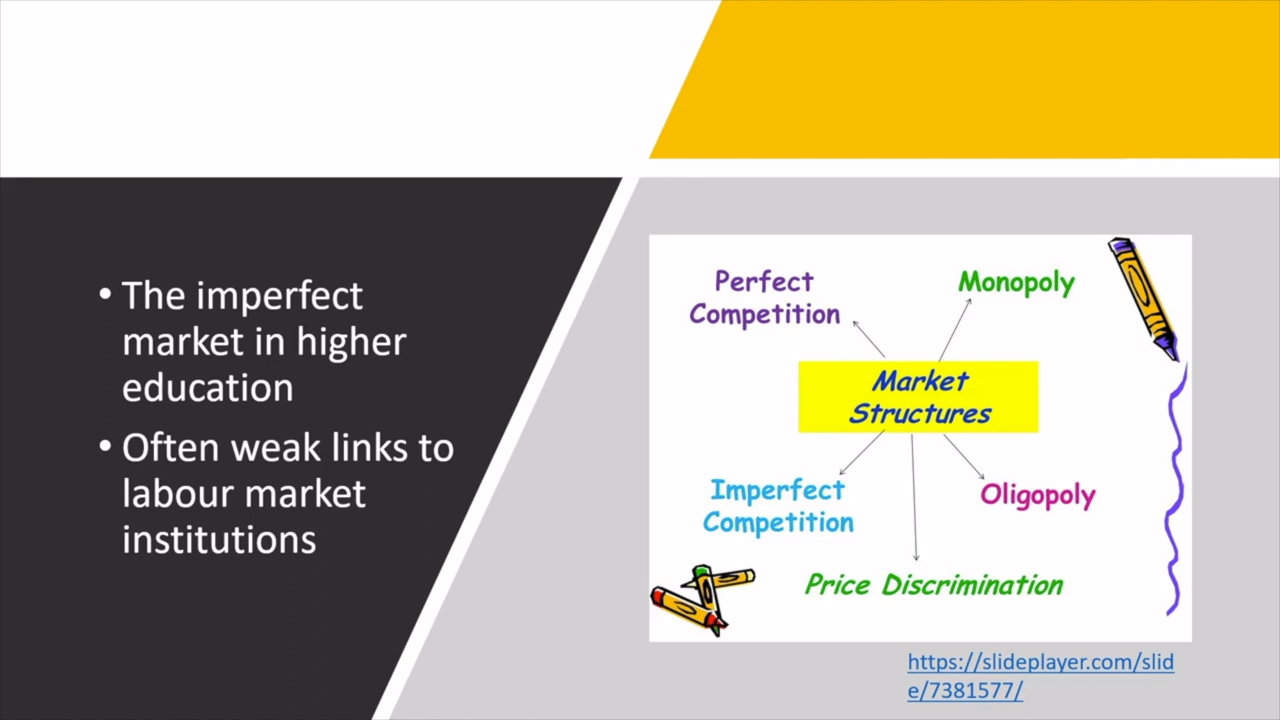 • The imperfect
market in higher
education
• Often weak links to
labour market
institutions
Perfect
Competition
Monopoly
Market
Structures
Imperfect
Competition
Oligopoly
Price Discrimination
https://slideplayer.com/slid
e/7381577/